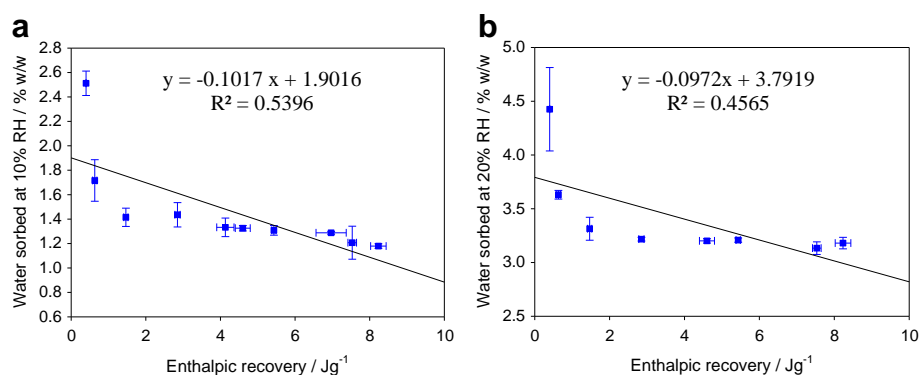 a
2.8
2.6
2.4
2.2
2.0
1.8
1.6
1.4
1.2
1.0
0.8
0.6
Water sorbed at 10% RH / % w/w
y = -0.1017 x + 1.9016
R² = 0.5396
0 2 4 6 8 10
Enthalpic recovery / Jg⁻¹
b
5.0
4.5
4.0
3.5
3.0
2.5
Water sorbed at 20% RH / % w/w
y = -0.0972x + 3.7919
R² = 0.4565
0 2 4 6 8 10
Enthalpic recovery / Jg⁻¹